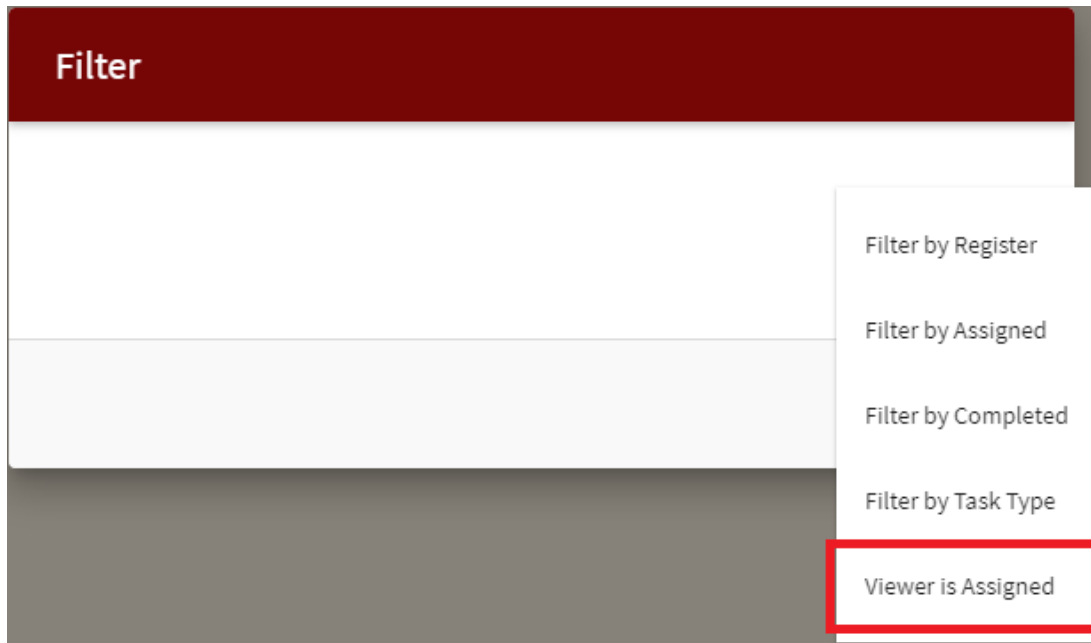 Filter
Filter by Register
Filter by Assigned
Filter by Completed
Filter by Task Type
Viewer is Assigned